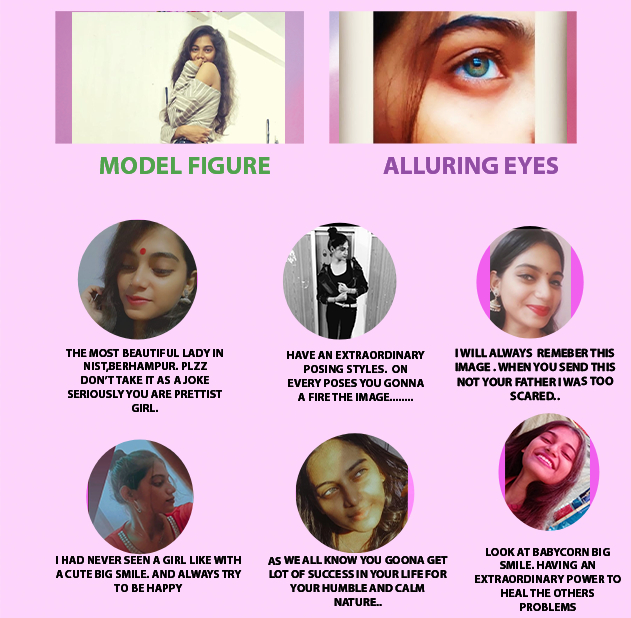 MODEL FIGURE
ALLURING EYES
THE MOST BEAUTIFUL LADY IN
NIST,BERHAMPUR. PLZZ
DON'T TAKE IT AS A JOKE
SERIOUSLY YOU ARE PRETTIST
GIRL.
HAVE AN EXTRAORDINARY
POSING STYLES. ON
EVERY POSES YOU GONNA
A FIRE THE IMAGE........
I WILL ALWAYS REMEBER THIS
IMAGE . WHEN YOU SEND THIS
NOT YOUR FATHER I WAS TOO
SCARED..
I HAD NEVER SEEN A GIRL LIKE WITH
A CUTE BIG SMILE. AND ALWAYS TRY
TO BE HAPPY
AS WE ALL KNOW YOU GOONA GET
LOT OF SUCCESS IN YOUR LIFE FOR
YOUR HUMBLE AND CALM
NATURE..
LOOK AT BABYCORN BIG
SMILE. HAVING AN
EXTRAORDINARY POWER TO
HEAL THE OTHERS
PROBLEMS